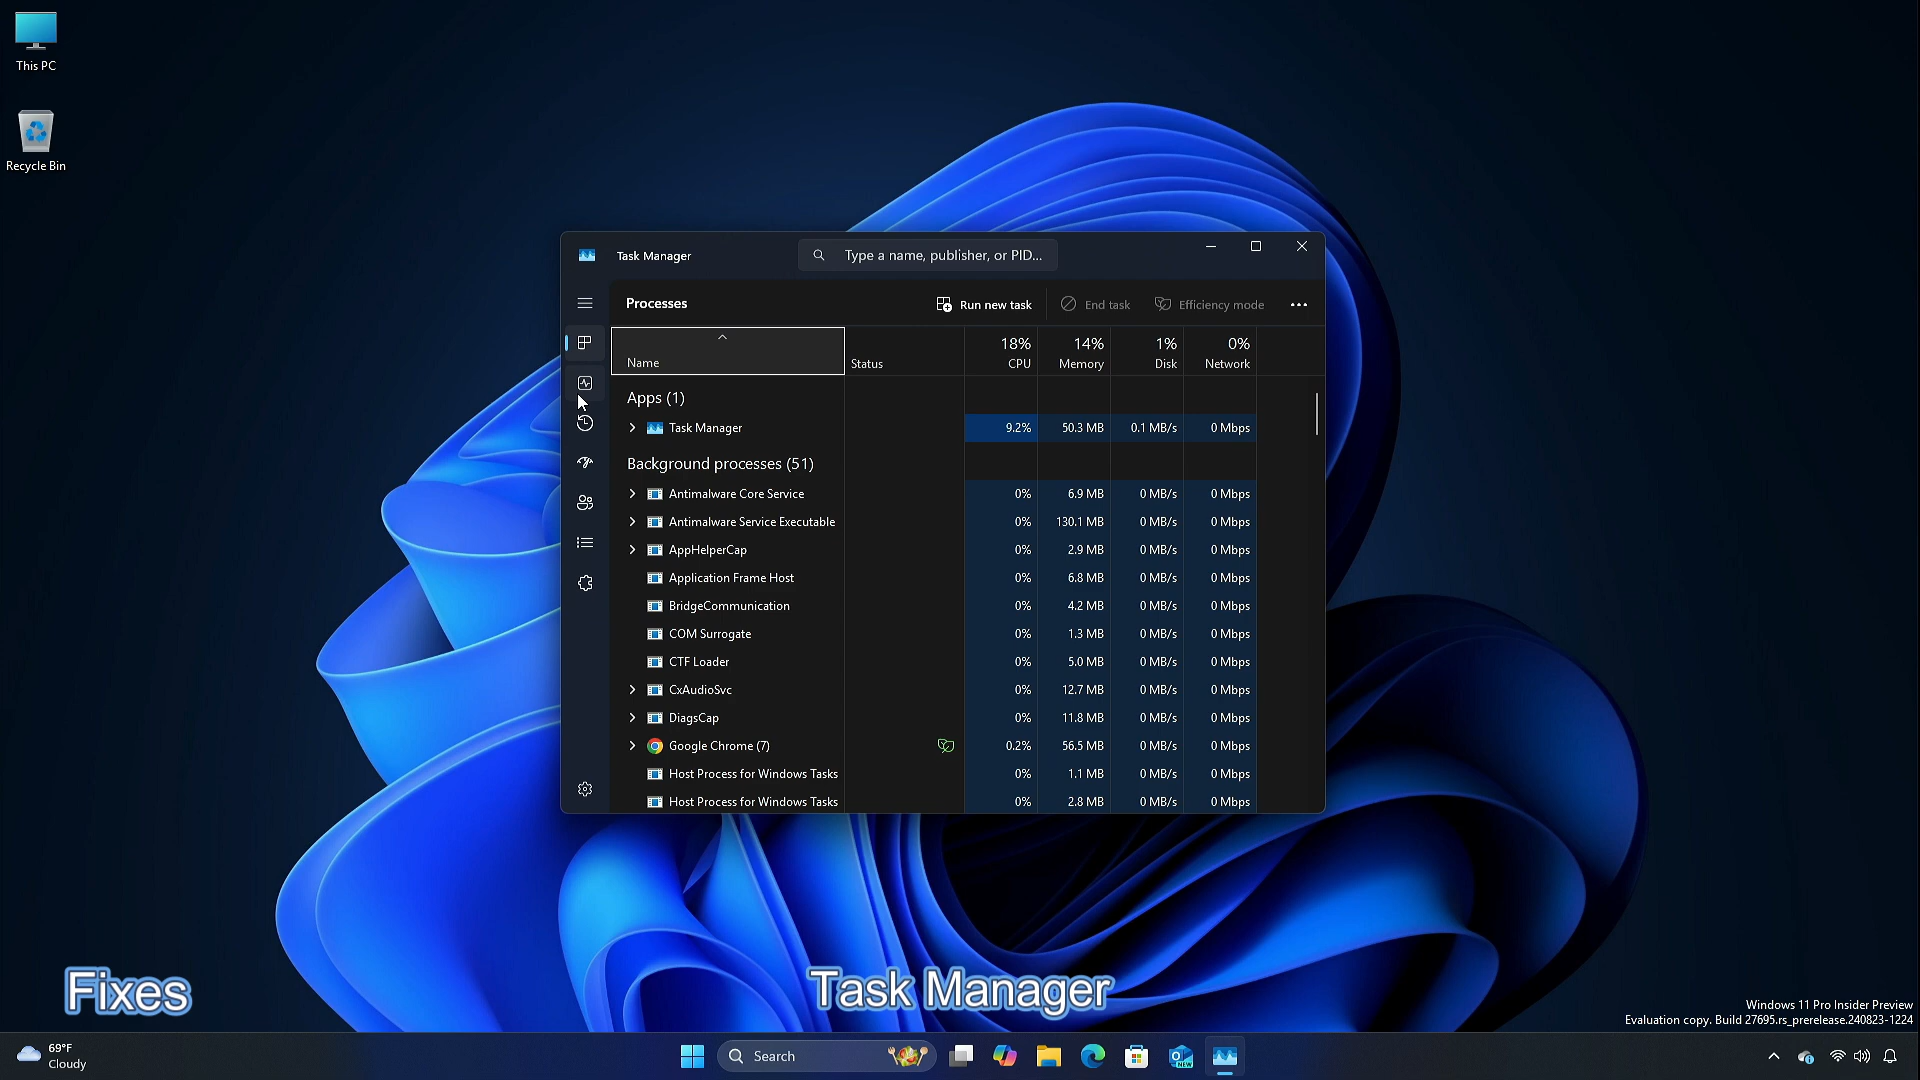 This PC
Recycle Bin
Task Manager
Type a name, publisher, or PID...
Processes
Run new task
End task
Efficiency mode
Name
Status
18%
CPU
14%
Memory
1%
Disk
0%
Network
Apps (1)
Task Manager 9.2% 50.3 MB 0.1 MB/s 0 Mbps
Background processes (51)
Antimalware Core Service 0% 6.9 MB 0 MB/s 0 Mbps
Antimalware Service Executable 0% 130.1 MB 0 MB/s 0 Mbps
AppHelperCap 0% 2.9 MB 0 MB/s 0 Mbps
Application Frame Host 0% 6.8 MB 0 MB/s 0 Mbps
BridgeCommunication 0% 4.2 MB 0 MB/s 0 Mbps
COM Surrogate 0% 1.3 MB 0 MB/s 0 Mbps
CTF Loader 0% 5.0 MB 0 MB/s 0 Mbps
CxAudioSvc 0% 12.7 MB 0 MB/s 0 Mbps
DiagsCap 0% 11.8 MB 0 MB/s 0 Mbps
Google Chrome (7) 0.2% 56.5 MB 0 MB/s 0 Mbps
Host Process for Windows Tasks 0% 1.1 MB 0 MB/s 0 Mbps
Host Process for Windows Tasks 0% 2.8 MB 0 MB/s 0 Mbps
Fixes
Task Manager
Windows 11 Pro Insider Preview
Evaluation copy. Build 27695.rs_prerelease.240823-1224
69°F
Cloudy
Search
NEW